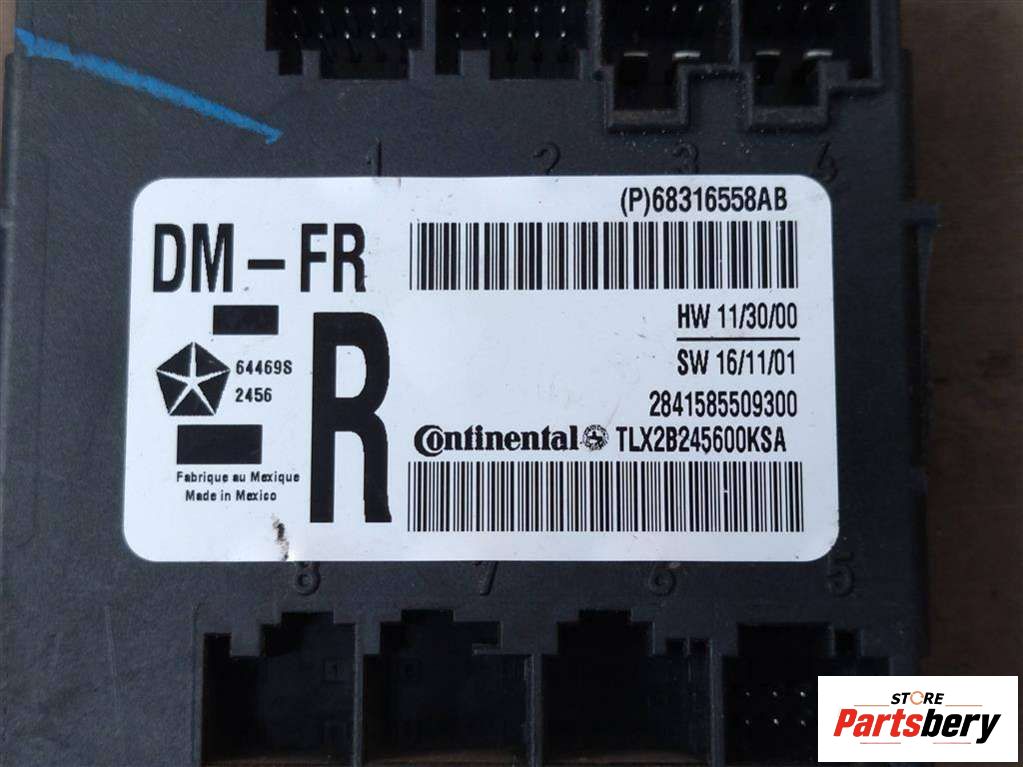 1 2 3 6
(P)68316558AB
DM-FR
HW 11/30/00
R
64469S
SW 16/11/01
2456
2841585509300
Continental TLX2B245600KSA
Fabrique au Mexique
Made in Mexico
8 7 6 5
STORE
Partsbery